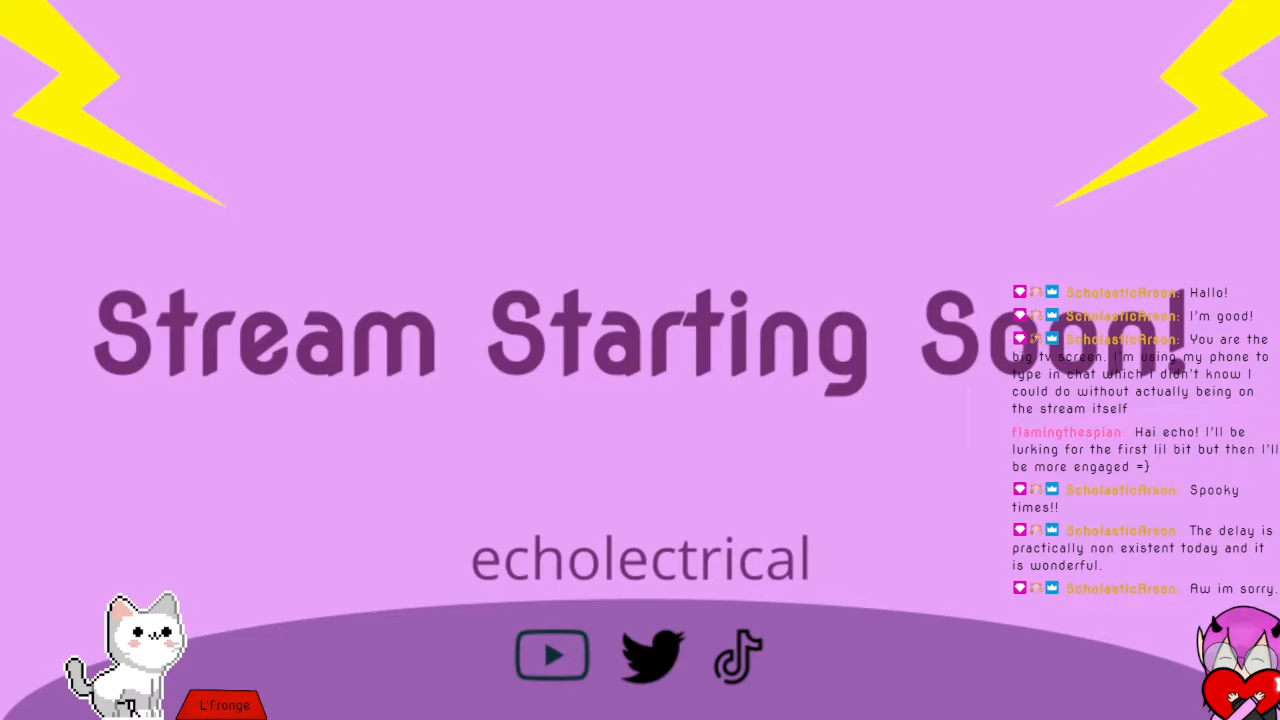 Stream Starting Soon!
ScholasticArson: Hallo!
ScholasticArson: I'm good!
ScholasticArson: You are the
big tv screen. I'm using my phone to
type in chat which I didn't know I
could do without actually being on
the stream itself
flamingthespian: Hai echo! I'll be
lurking for the first lil bit but then I'll
be more engaged =}
ScholasticArson: Spooky
times!!
ScholasticArson: The delay is
practically non existent today and it
is wonderful.
ScholasticArson: Aw im sorry.
echolectrical
L'Fronge